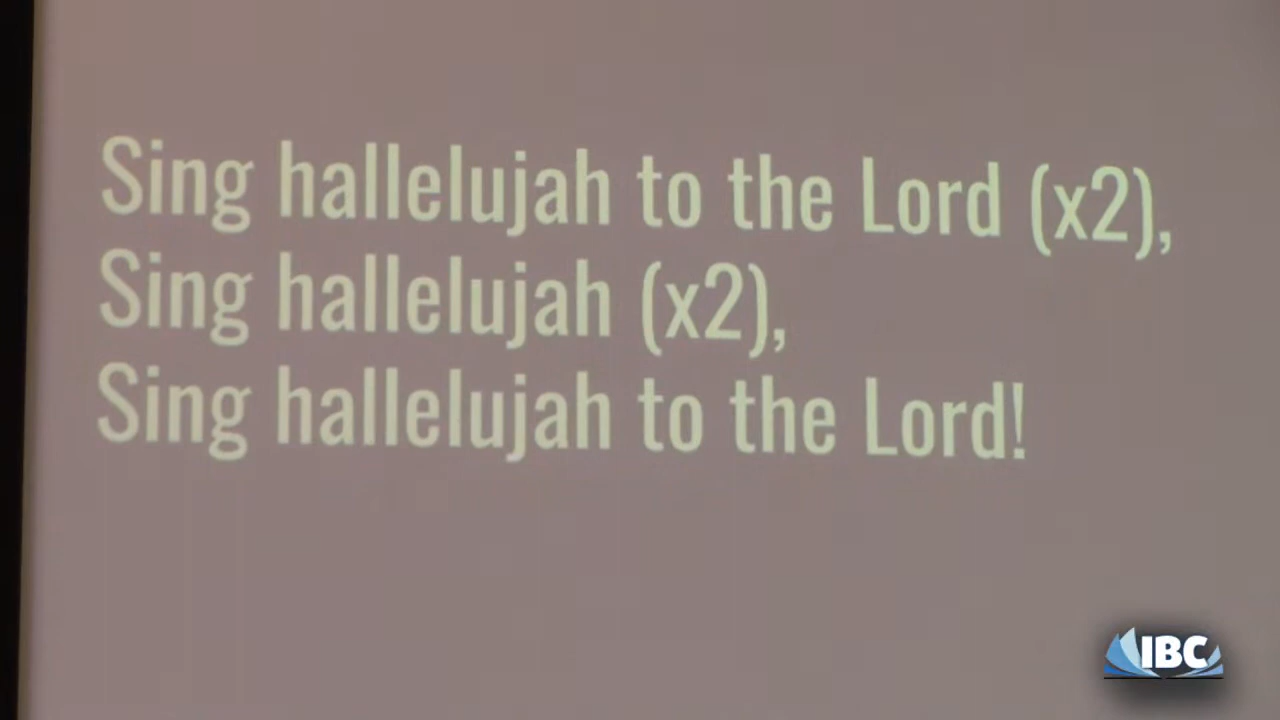 Sing hallelujah to the Lord (x2),
Sing hallelujah (x2),
Sing hallelujah to the Lord!
IBC